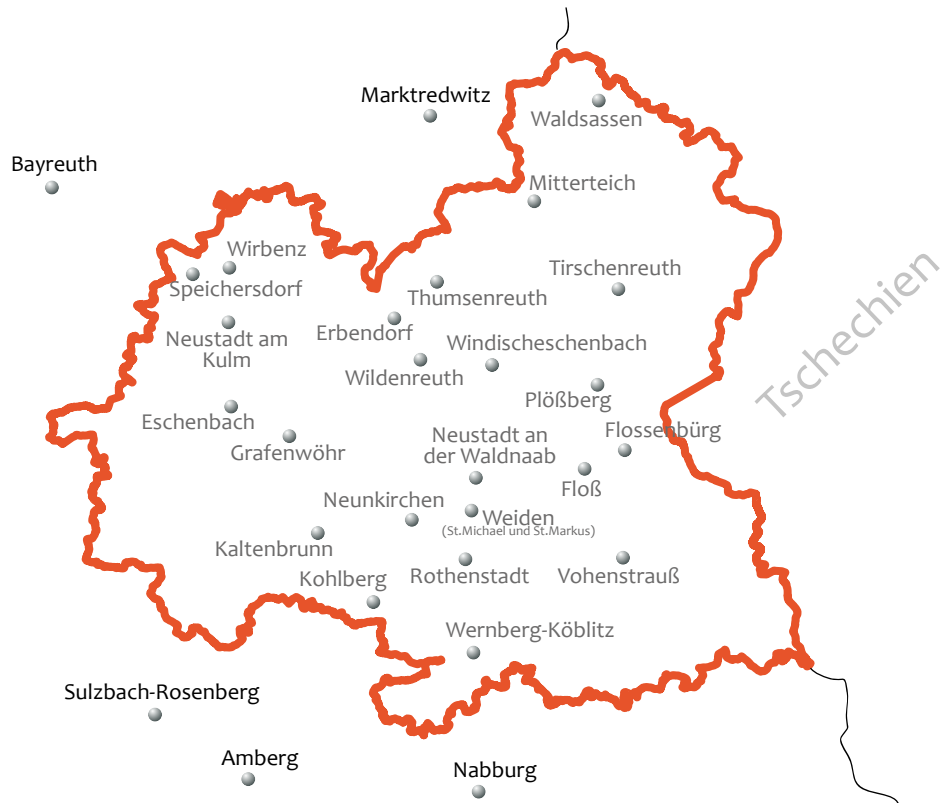 Marktredwitz
Waldsassen
Bayreuth
Mitterteich
Wirbenz
Speichersdorf
Tirschenreuth
Thumsenreuth
Tschechien
Erbendorf
Neustadt am
Kulm
Windischeschenbach
Wildenreuth
Plößberg
Eschenbach
Grafenwöhr
Neustadt an
der Waldnaab
Flossenbürg
Floß
Neunkirchen
Weiden
(St.Michael und St.Markus)
Kaltenbrunn
Kohlberg
Rothenstadt
Vohenstrauß
Wernberg-Köblitz
Sulzbach-Rosenberg
Amberg
Nabburg